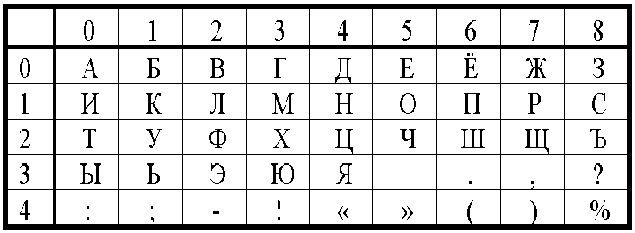 0 1 2 3 4 5 6 7 8
0 А Б В Г Д Е Ё Ж З
1 И К Л М Н О П Р С
2 Т У Ф Х Ц Ч Ш Щ Ъ
3 Ы Ь Э Ю Я . , ?
4 : ; - ! « » ( ) %